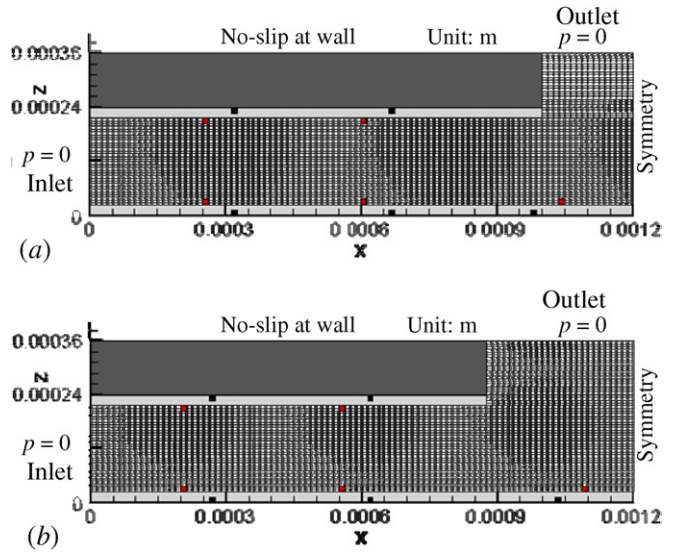 Outlet
No-slip at wall Unit: m p = 0
0.00036
z
0.00024
p = 0
Inlet
Symmetry
0
0 0.0003 0.0006 0.0009 0.0012
x
(a)
Outlet
No-slip at wall Unit: m p = 0
0.00036
z
0.00024
p = 0
Inlet
Symmetry
0
0 0.0003 0.0006 0.0009 0.0012
x
(b)